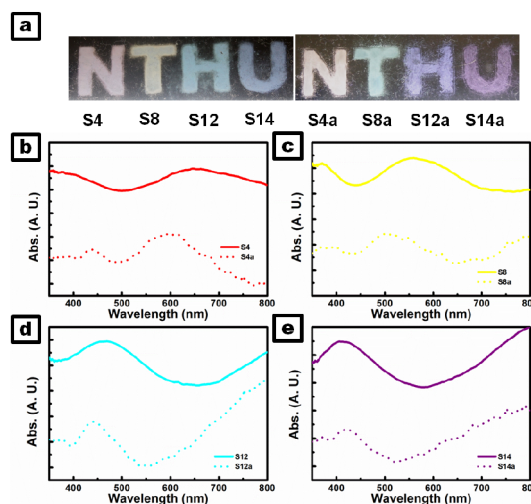 a
NTHU NTHU
S4 S8 S12 S14 S4a S8a S12a S14a
b
Abs. (A. U.)
S4
S4a
400 500 600 700 800
Wavelength (nm)
c
Abs. (A. U.)
S8
S8a
400 500 600 700 800
Wavelength (nm)
d
Abs. (A. U.)
S12
S12a
400 500 600 700 800
Wavelength (nm)
e
Abs. (A. U.)
S14
S14a
400 500 600 700 800
Wavelength (nm)